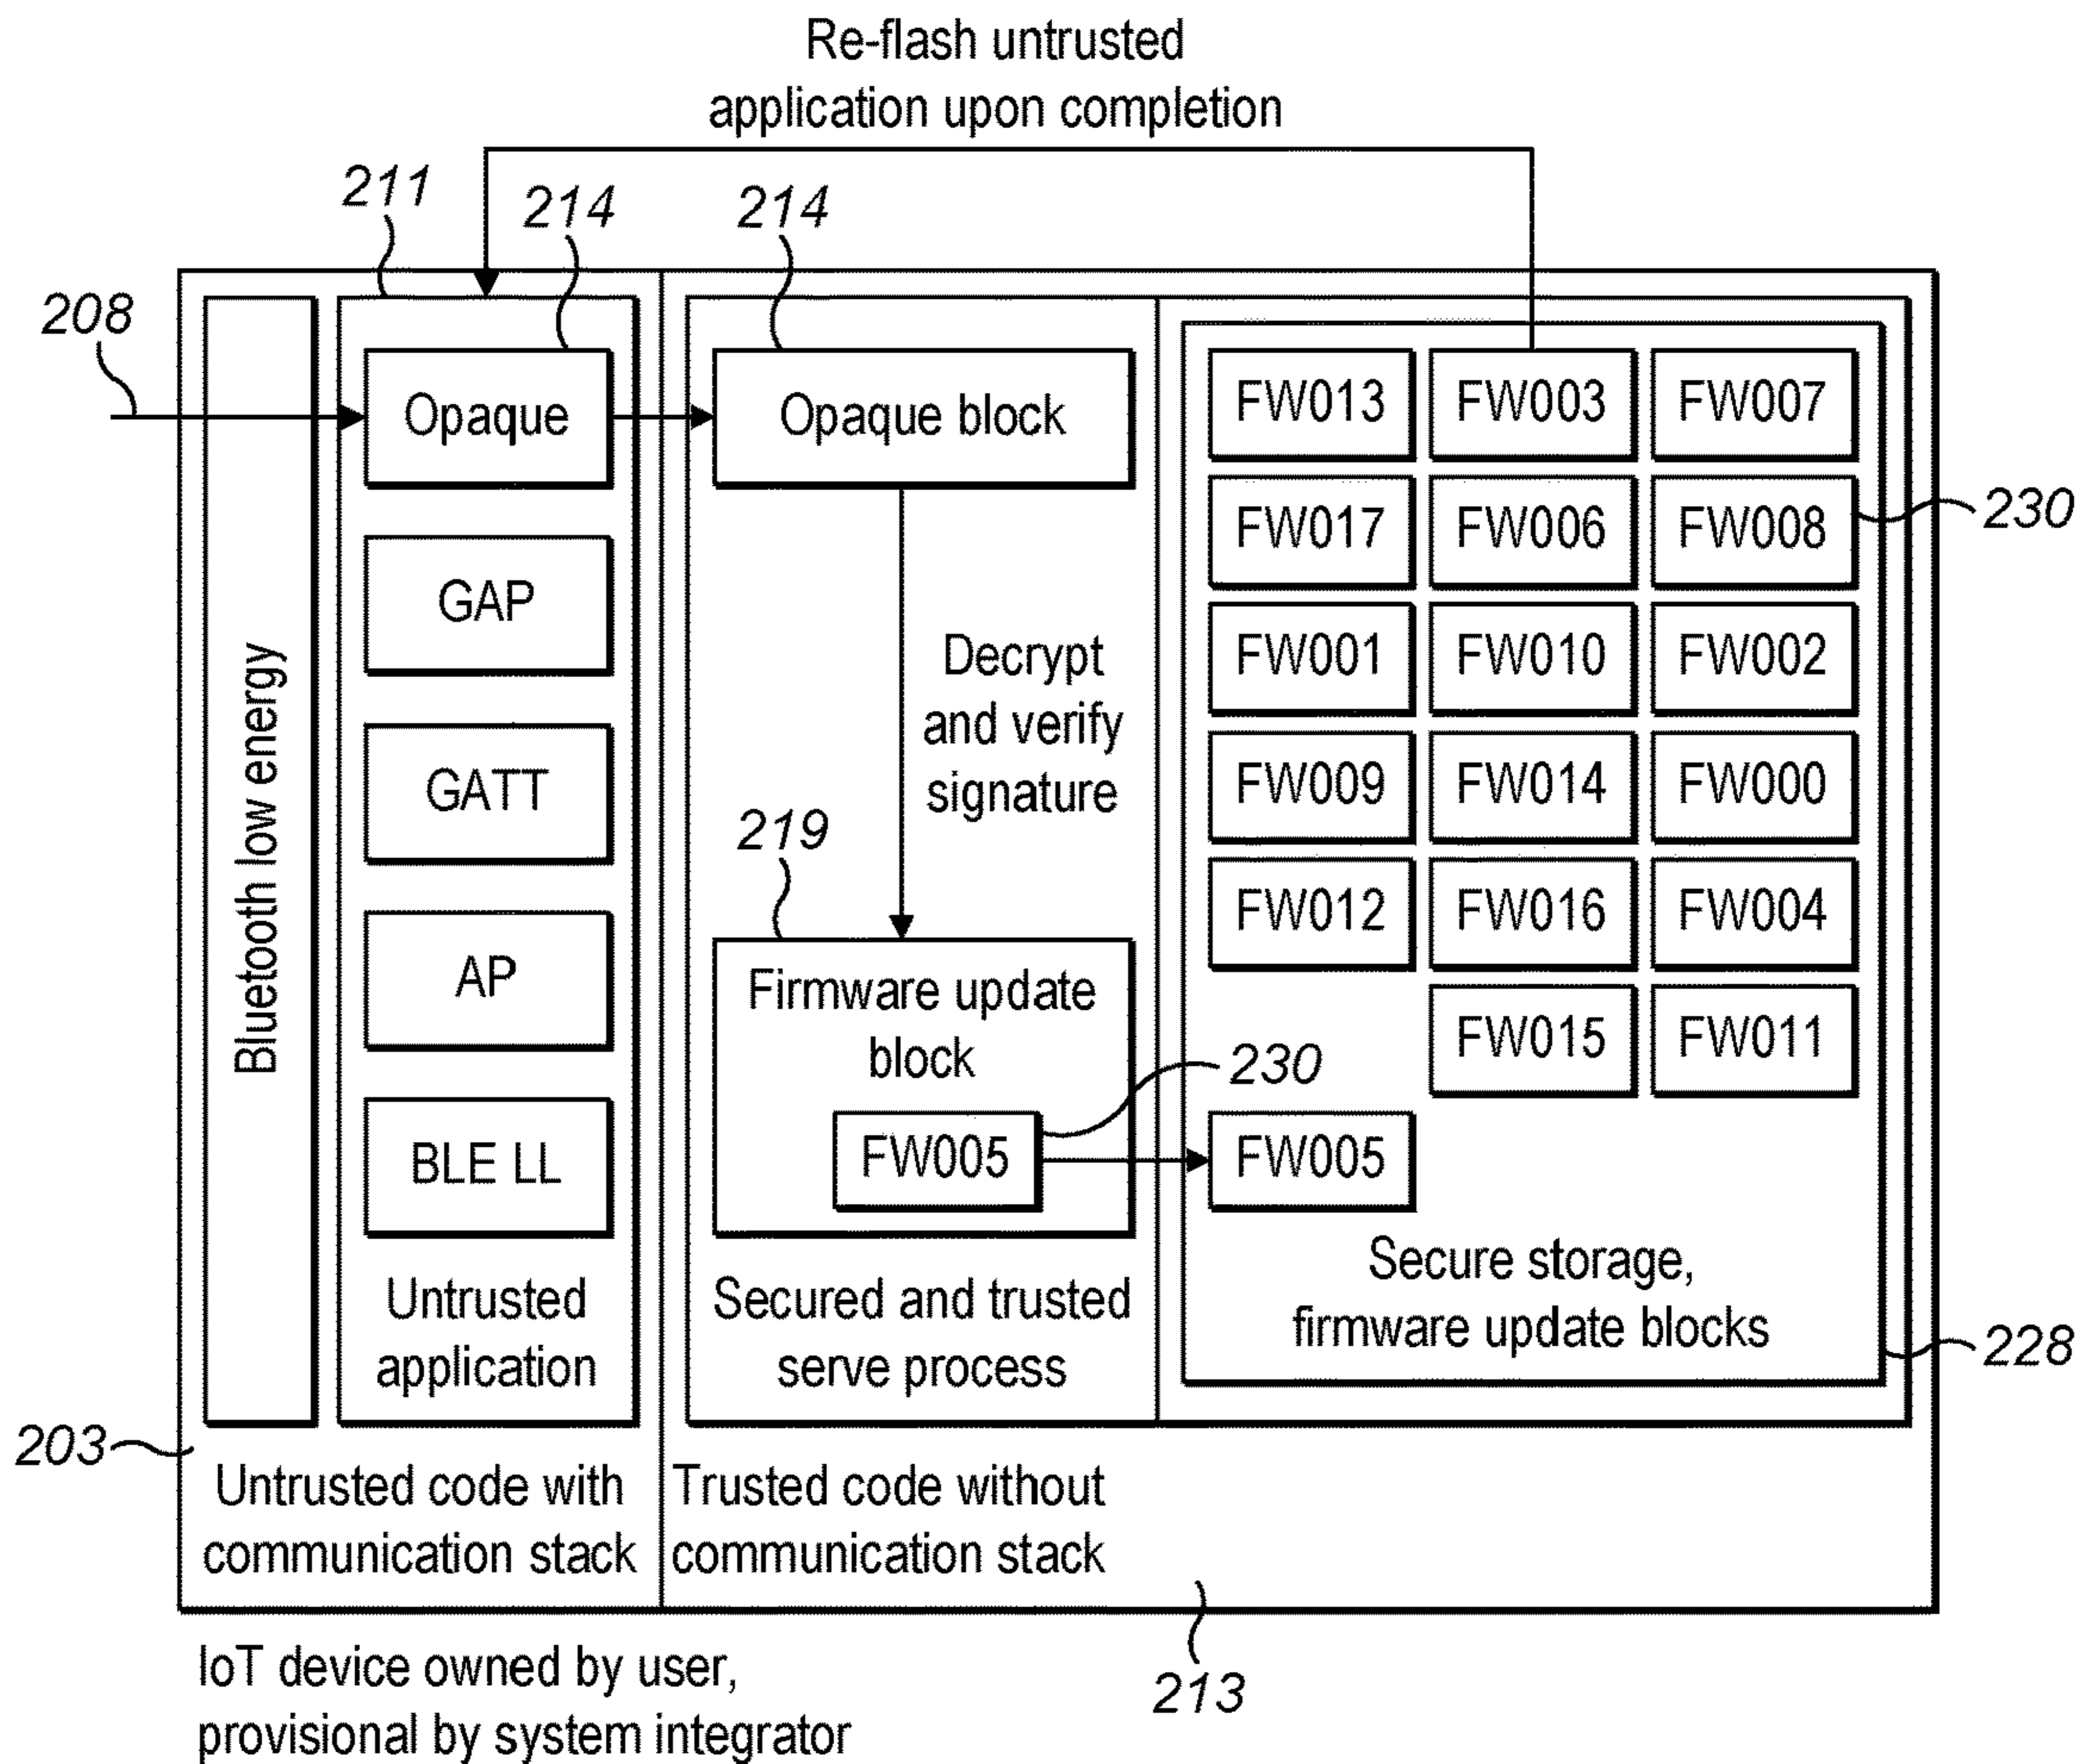 Re-flash untrusted
application upon completion
211
214
214
208
Opaque
Opaque block
FW013
FW003
FW007
FW017
FW006
FW008
230
GAP
FW001
FW010
FW002
Decrypt
and verify
signature
Bluetooth low energy
GATT
FW009
FW014
FW000
219
FW012
FW016
FW004
AP
Firmware update
block
FW015
FW011
230
BLE LL
FW005
FW005
Untrusted
application
Secured and trusted
serve process
Secure storage,
firmware update blocks
228
203
Untrusted code with
communication stack
Trusted code without
communication stack
213
IoT device owned by user,
provisional by system integrator